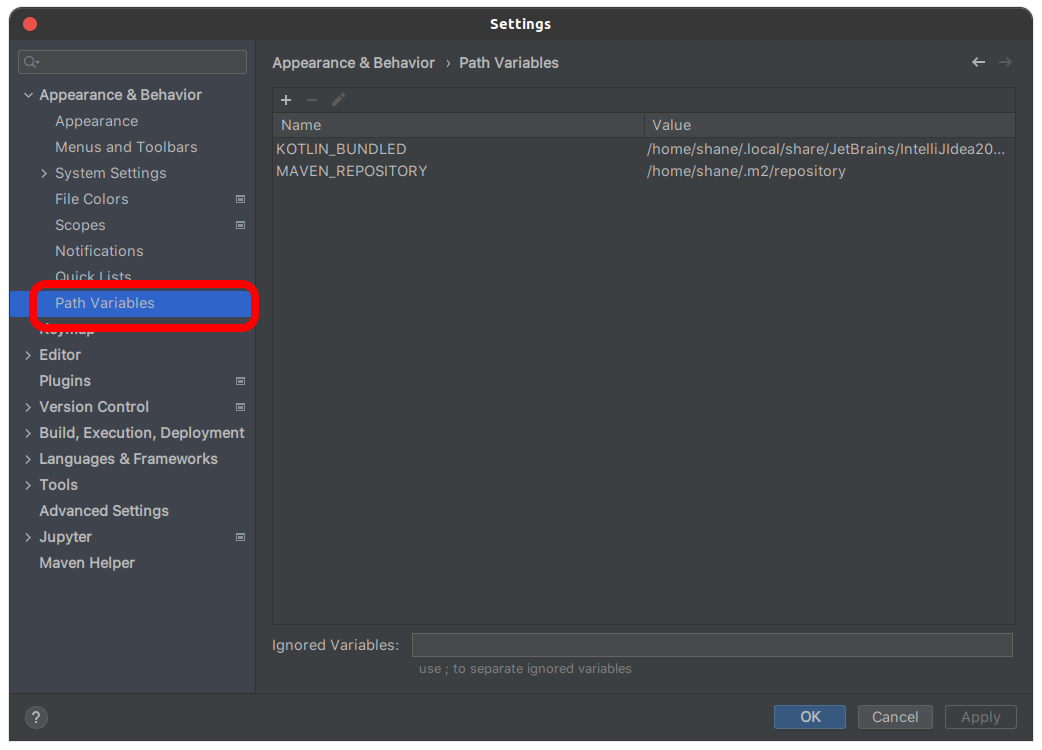 Settings
Appearance & Behavior
Appearance
Menus and Toolbars
System Settings
File Colors
Scopes
Notifications
Quick Lists
Path Variables
Keymap
Editor
Plugins
Version Control
Build, Execution, Deployment
Languages & Frameworks
Tools
Advanced Settings
Jupyter
Maven Helper
Appearance & Behavior › Path Variables
Name Value
KOTLIN_BUNDLED /home/shane/.local/share/JetBrains/IntelliJIdea20...
MAVEN_REPOSITORY /home/shane/.m2/repository
Ignored Variables:
use ; to separate ignored variables
? OK Cancel Apply